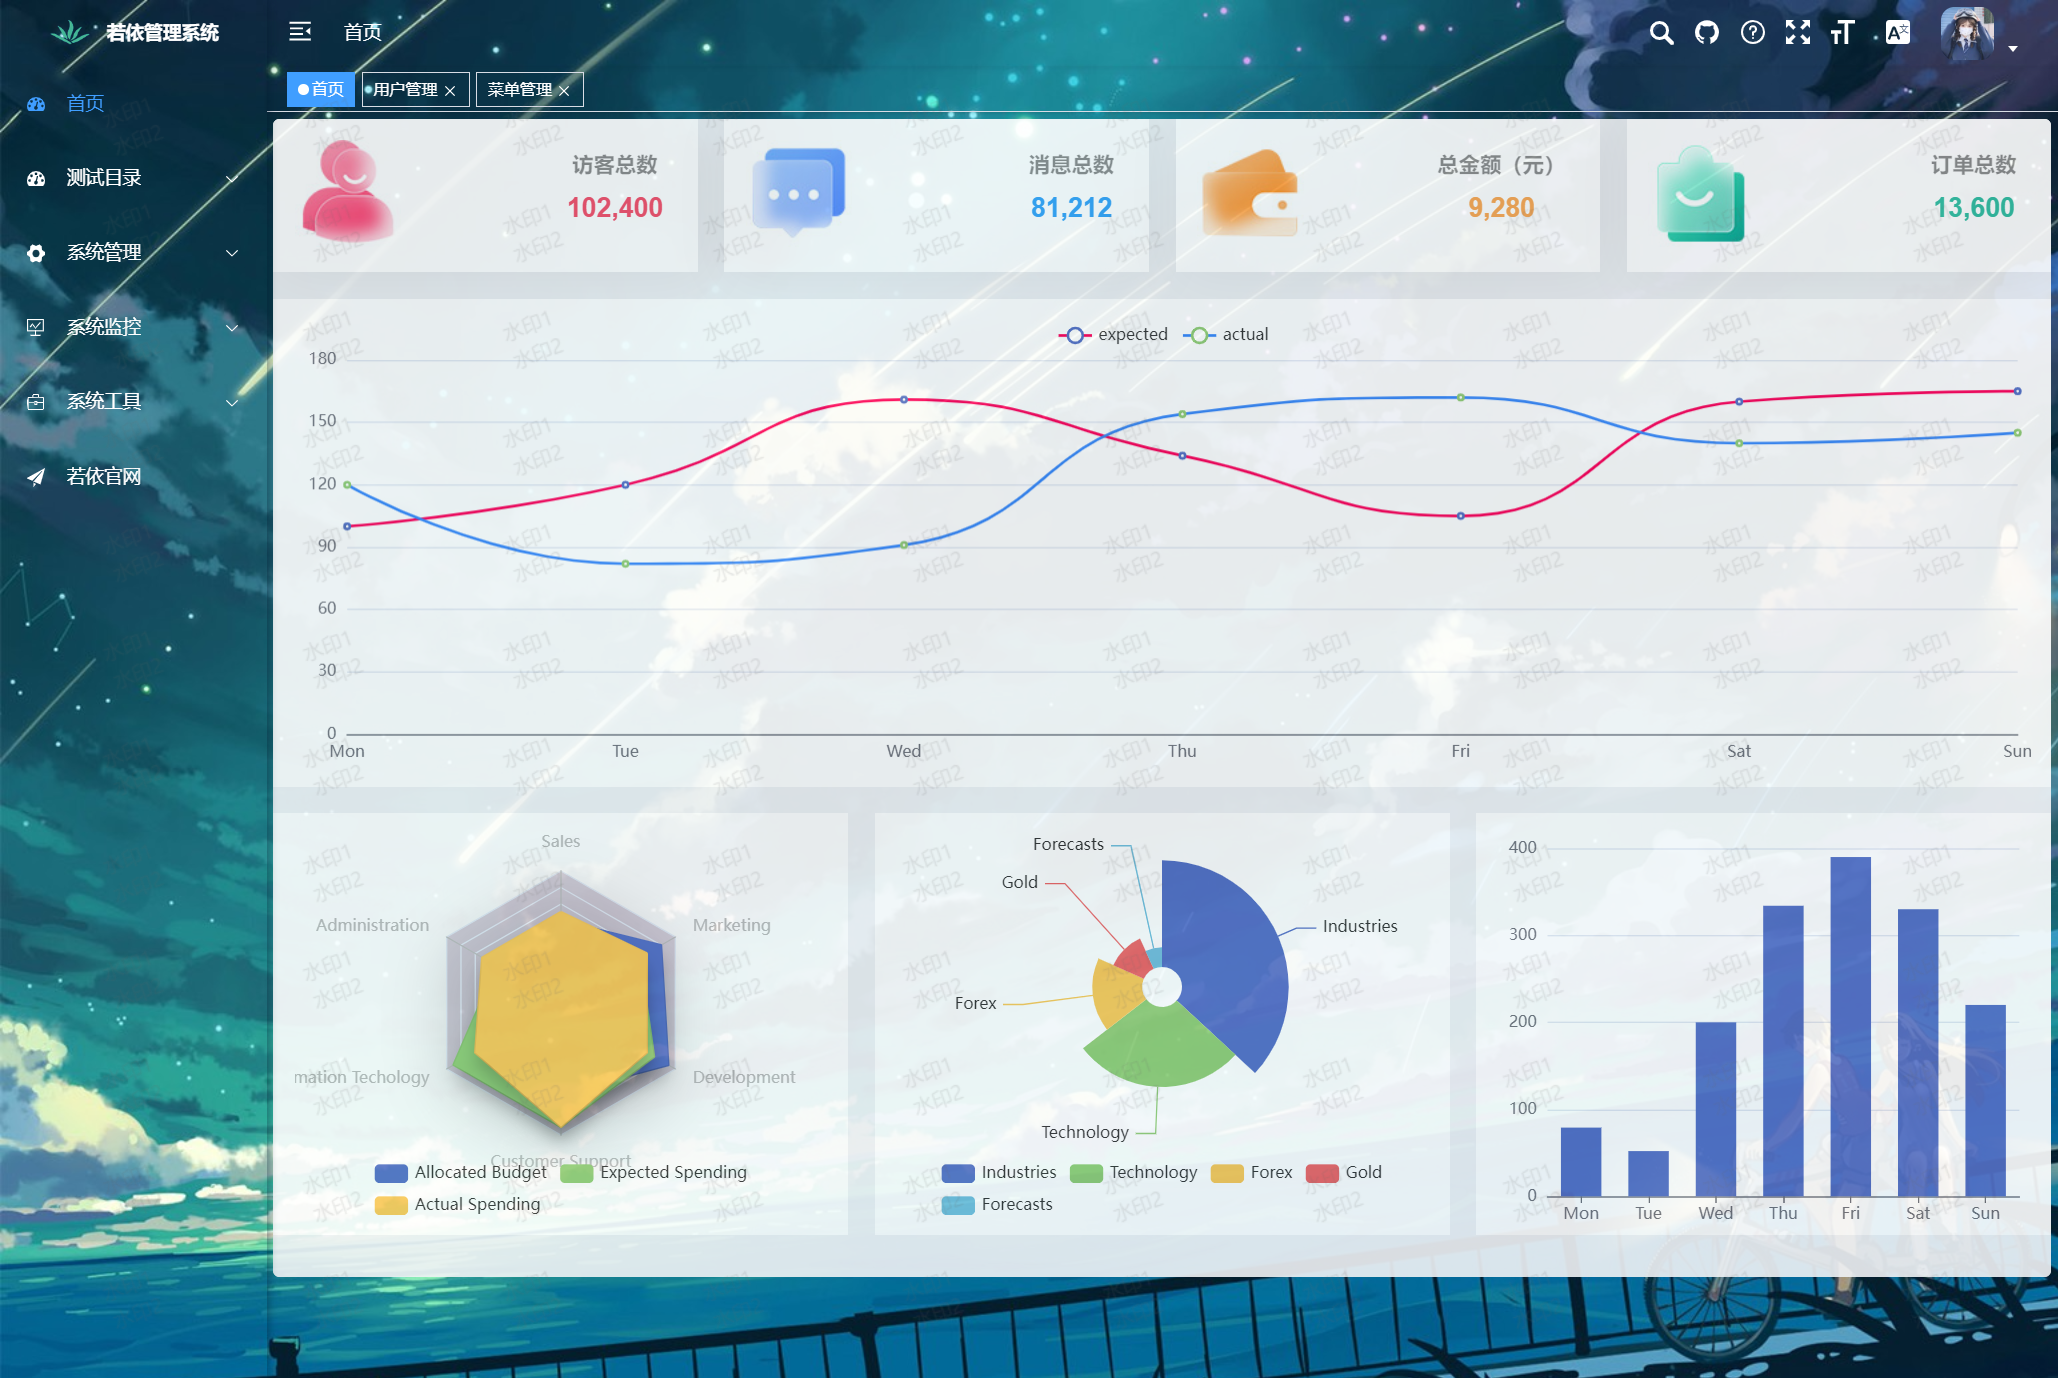 若依管理系统
首页
首页
用户管理
菜单管理
首页
测试目录
系统管理
系统监控
系统工具
若依官网
访客总数
102,400
消息总数
81,212
总金额（元）
9,280
订单总数
13,600
expected
actual
180
150
120
90
60
30
0
Mon
Tue
Wed
Thu
Fri
Sat
Sun
Sales
Administration
Marketing
mation Techology
Development
Customer Support
Allocated Budget
Expected Spending
Actual Spending
Forecasts
Gold
Industries
Forex
Technology
Industries
Technology
Forex
Gold
Forecasts
400
300
200
100
0
Mon
Tue
Wed
Thu
Fri
Sat
Sun
水印1
水印2